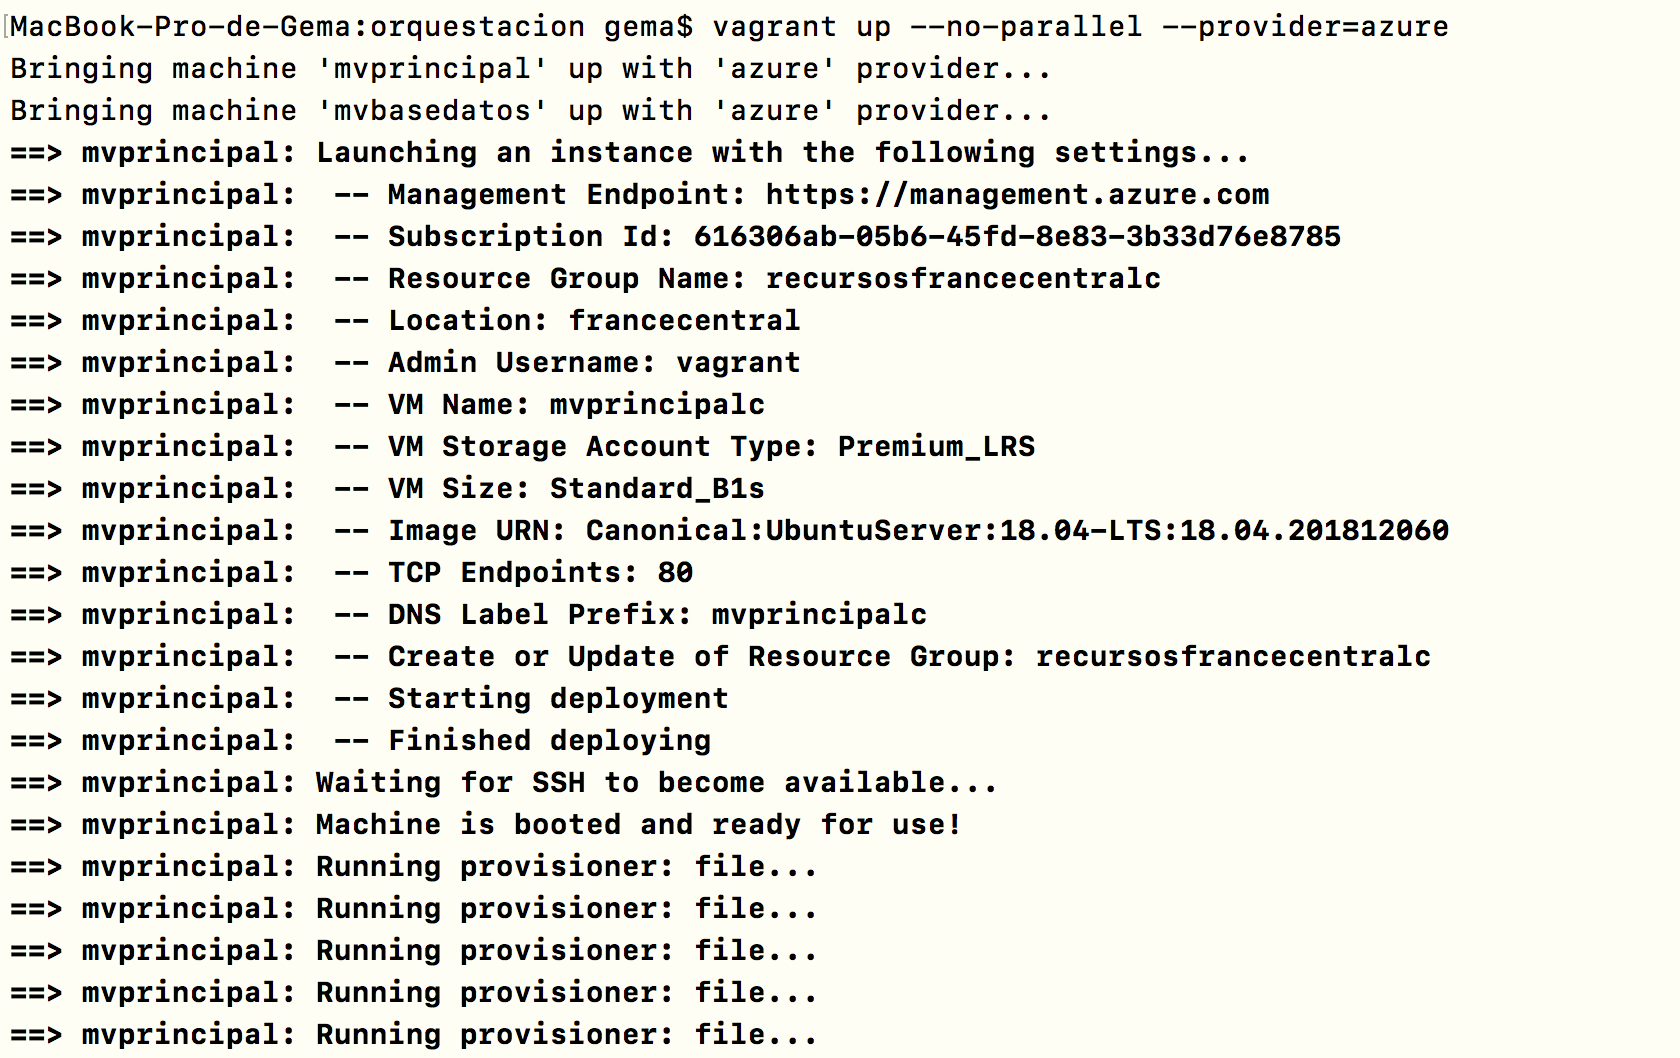 MacBook-Pro-de-Gema:orquestacion gema$ vagrant up --no-parallel --provider=azure
Bringing machine 'mvprincipal' up with 'azure' provider...
Bringing machine 'mvbasedatos' up with 'azure' provider...
==> mvprincipal: Launching an instance with the following settings...
==> mvprincipal:  -- Management Endpoint: https://management.azure.com
==> mvprincipal:  -- Subscription Id: 616306ab-05b6-45fd-8e83-3b33d76e8785
==> mvprincipal:  -- Resource Group Name: recursosfrancecentralc
==> mvprincipal:  -- Location: francecentral
==> mvprincipal:  -- Admin Username: vagrant
==> mvprincipal:  -- VM Name: mvprincipalc
==> mvprincipal:  -- VM Storage Account Type: Premium_LRS
==> mvprincipal:  -- VM Size: Standard_B1s
==> mvprincipal:  -- Image URN: Canonical:UbuntuServer:18.04-LTS:18.04.201812060
==> mvprincipal:  -- TCP Endpoints: 80
==> mvprincipal:  -- DNS Label Prefix: mvprincipalc
==> mvprincipal:  -- Create or Update of Resource Group: recursosfrancecentralc
==> mvprincipal:  -- Starting deployment
==> mvprincipal:  -- Finished deploying
==> mvprincipal: Waiting for SSH to become available...
==> mvprincipal: Machine is booted and ready for use!
==> mvprincipal: Running provisioner: file...
==> mvprincipal: Running provisioner: file...
==> mvprincipal: Running provisioner: file...
==> mvprincipal: Running provisioner: file...
==> mvprincipal: Running provisioner: file...